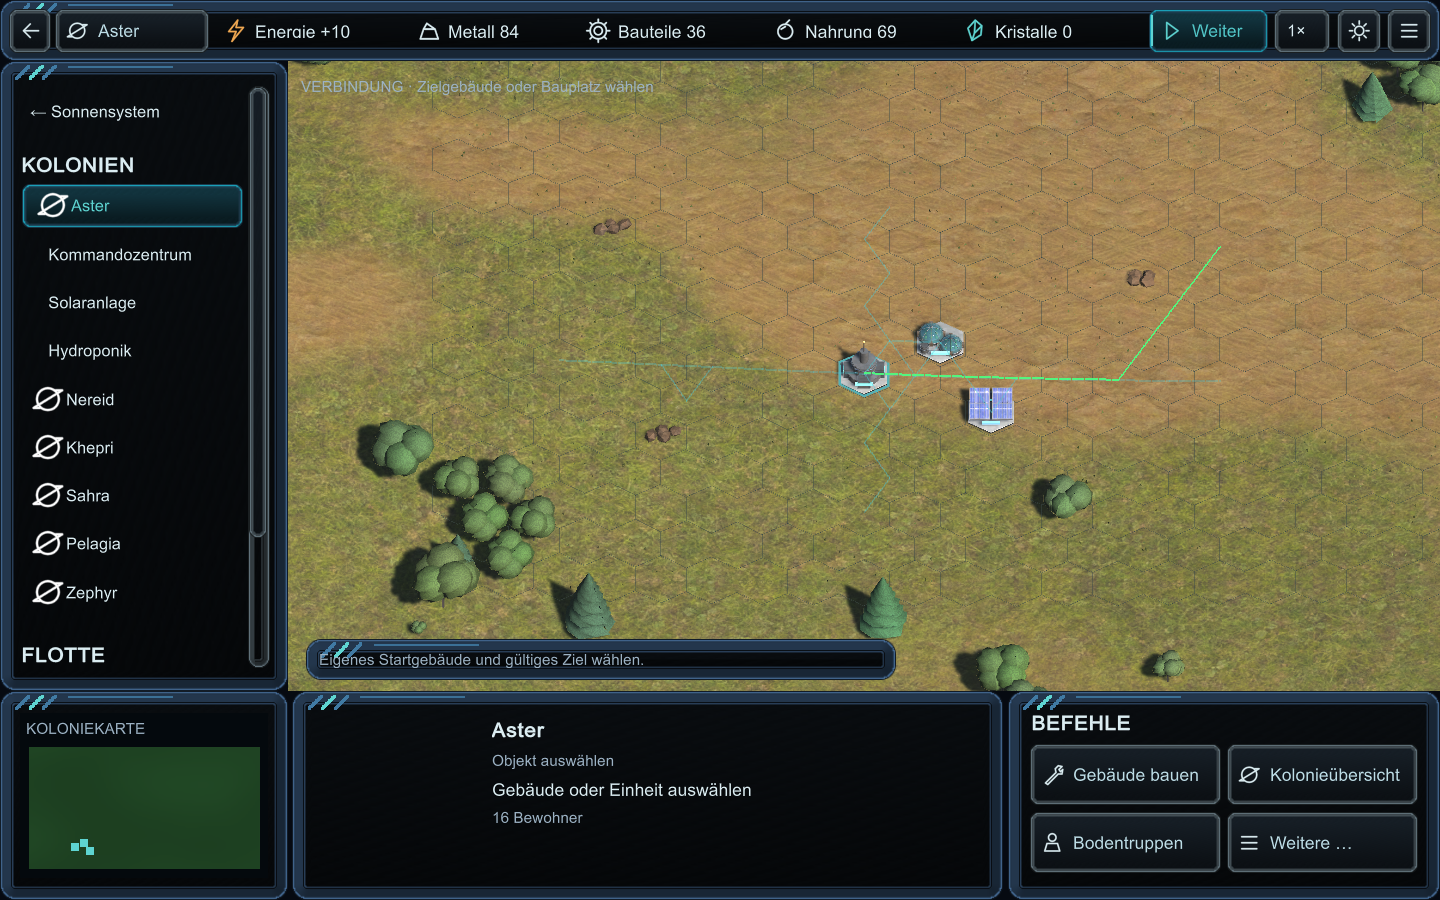 Aster
Energie +10
Metall 84
Bauteile 36
Nahrung 69
Kristalle 0
Weiter
1×
← Sonnensystem
KOLONIEN
Aster
Kommandozentrum
Solaranlage
Hydroponik
Nereid
Khepri
Sahra
Pelagia
Zephyr
FLOTTE
VERBINDUNG · Zielgebäude oder Bauplatz wählen
Eigenes Startgebäude und gültiges Ziel wählen.
KOLONIEKARTE
Aster
Objekt auswählen
Gebäude oder Einheit auswählen
16 Bewohner
BEFEHLE
Gebäude bauen
Kolonieübersicht
Bodentruppen
Weitere …